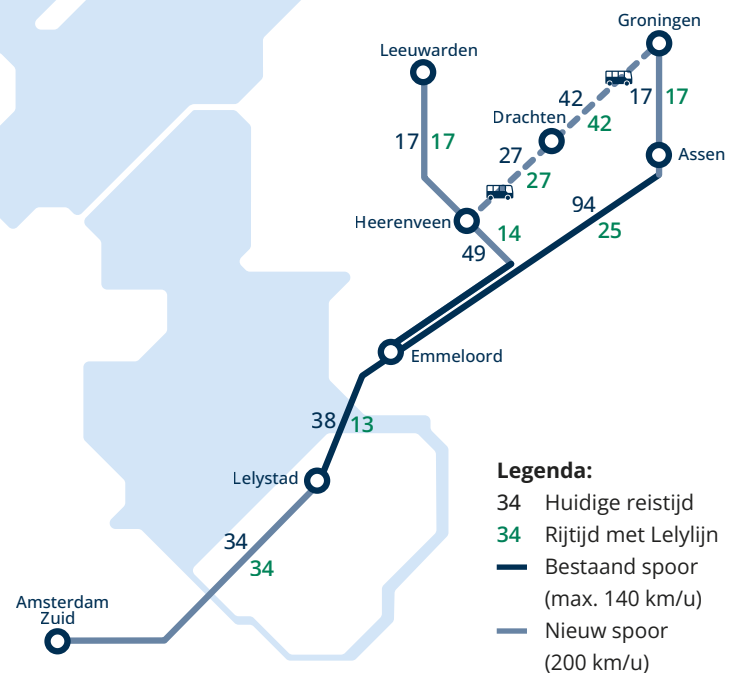 Groningen
Leeuwarden
42
17 17
Drachten
42
17 17
27
Assen
27
94
Heerenveen
14
25
49
Emmeloord
38 13
Lelystad
34
34
Amsterdam
Zuid
Legenda:
34 Huidige reistijd
34 Rijtijd met Lelylijn
Bestaand spoor
(max. 140 km/u)
Nieuw spoor
(200 km/u)